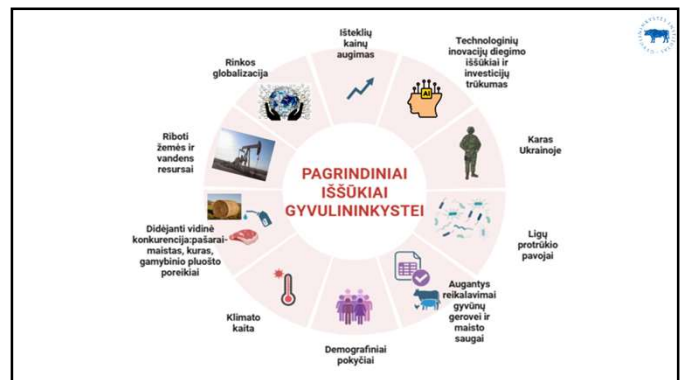 Išteklių
kainų
augimas
Technologinių
inovacijų diegimo
iššūkiai ir
investicijų
trūkumas
Karas
Ukrainoje
Ligų
protrūkio
pavojai
Augantys
reikalavimai
gyvūnų
gerovei ir
maisto
saugai
Demografiniai
pokyčiai
Klimato
kaita
Didėjanti vidinė
konkurencija:pašarai-
maistas, kuras,
gamybinio pluošto
poreikiai
Riboti
žemės ir
vandens
resursai
Rinkos
globalizacija
PAGRINDINIAI
IŠŠŪKIAI
GYVULININKYSTEI
AI